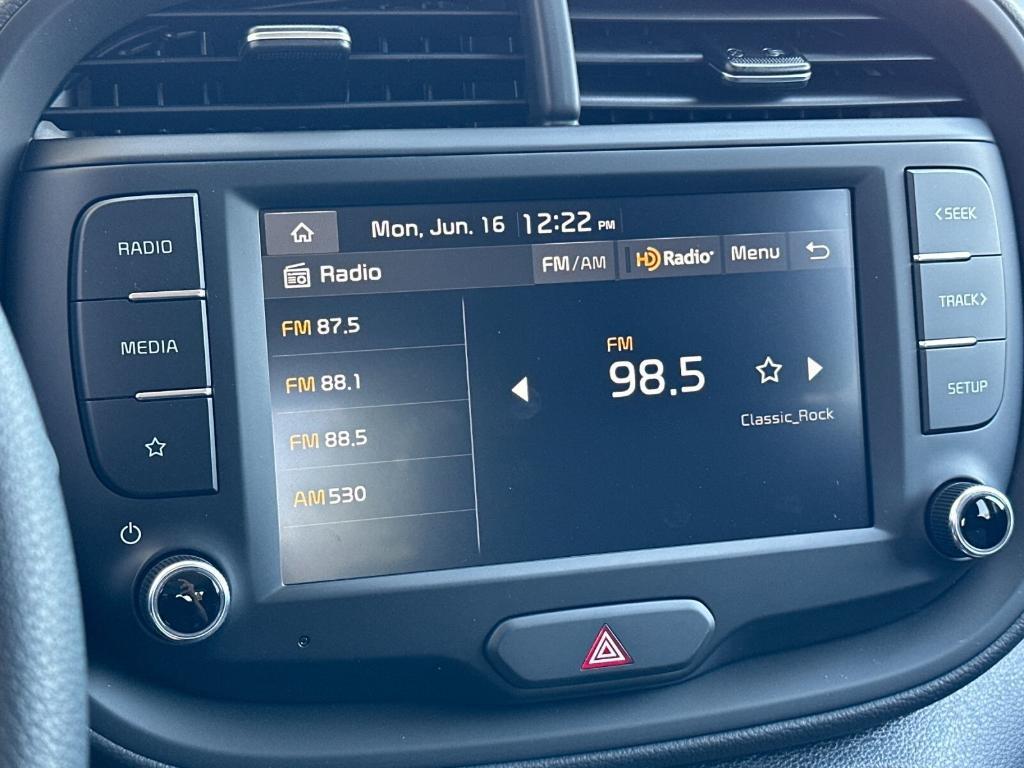 Mon, Jun. 16 12:22 PM
Radio FM/AM HD Radio Menu
RADIO
MEDIA
FM 87.5
FM 88.1
FM 88.5
AM 530
FM
98.5
Classic_Rock
<SEEK
TRACK>
SETUP